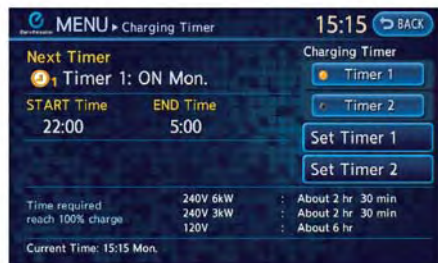 MENU ▸ Charging Timer 15:15 BACK
Next Timer
1 Timer 1: ON Mon.
START Time END Time
22:00 5:00
Charging Timer
Timer 1
Timer 2
Set Timer 1
Set Timer 2
Time required
reach 100% charge
240V 6kW : About 2 hr 30 min
240V 3kW : About 2 hr 30 min
120V : About 6 hr
Current Time: 15:15 Mon.